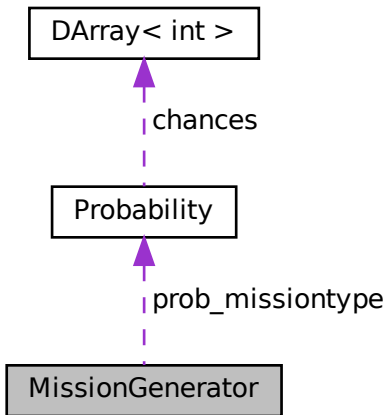 DArray< int >
chances
Probability
prob_missiontype
MissionGenerator